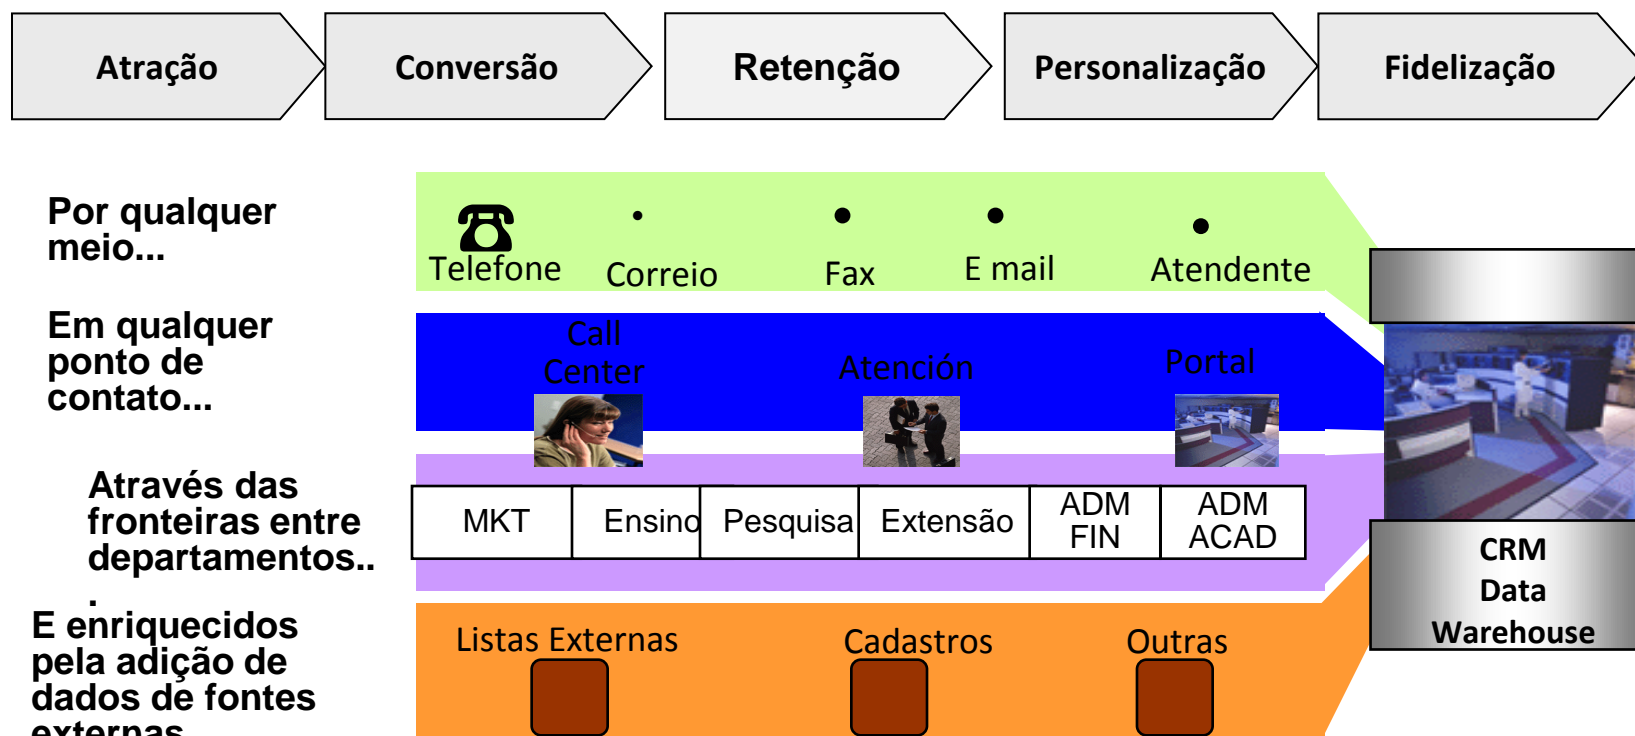 Atração
Conversão
Retenção
Personalização
Fidelização
Por qualquer
meio...
Telefone
Correio
Fax
E mail
Atendente
Em qualquer
ponto de
contato...
Call
Center
Atención
Portal
Através das
fronteiras entre
departamentos..
.
MKT
Ensino
Pesquisa
Extensão
ADM
FIN
ADM
ACAD
CRM
Data
Warehouse
E enriquecidos
pela adição de
dados de fontes
externas
Listas Externas
Cadastros
Outras